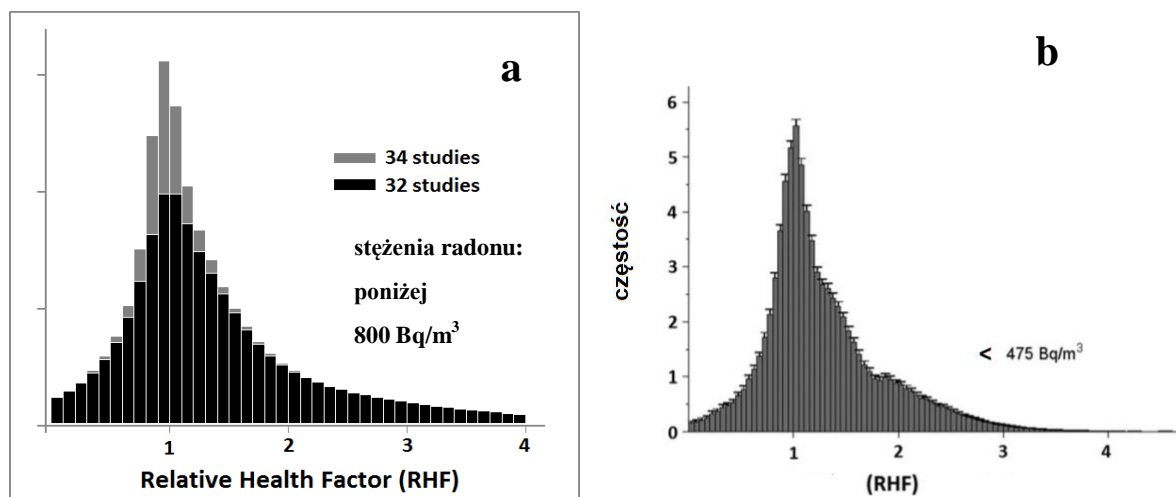 a
34 studies
32 studies
stężenia radonu:
poniżej
800 Bq/m³
1 2 3 4
Relative Health Factor (RHF)
b
6
5
4
3
2
1
0
częstość
< 475 Bq/m³
1 2 3 4
(RHF)